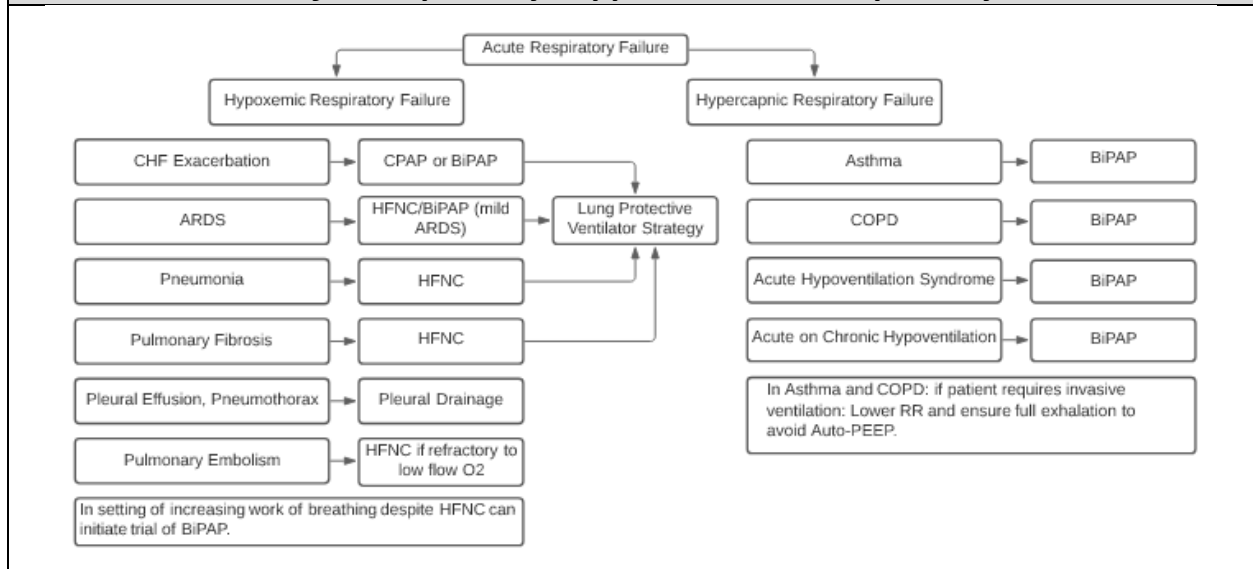 Acute Respiratory Failure
Hypoxemic Respiratory Failure
Hypercapnic Respiratory Failure
CHF Exacerbation
CPAP or BiPAP
ARDS
HFNC/BiPAP (mild
ARDS)
Lung Protective
Ventilator Strategy
Pneumonia
HFNC
Pulmonary Fibrosis
HFNC
Pleural Effusion, Pneumothorax
Pleural Drainage
Pulmonary Embolism
HFNC if refractory to
low flow O2
In setting of increasing work of breathing despite HFNC can
initiate trial of BiPAP.
Asthma
BiPAP
COPD
BiPAP
Acute Hypoventilation Syndrome
BiPAP
Acute on Chronic Hypoventilation
BiPAP
In Asthma and COPD: if patient requires invasive
ventilation: Lower RR and ensure full exhalation to
avoid Auto-PEEP.